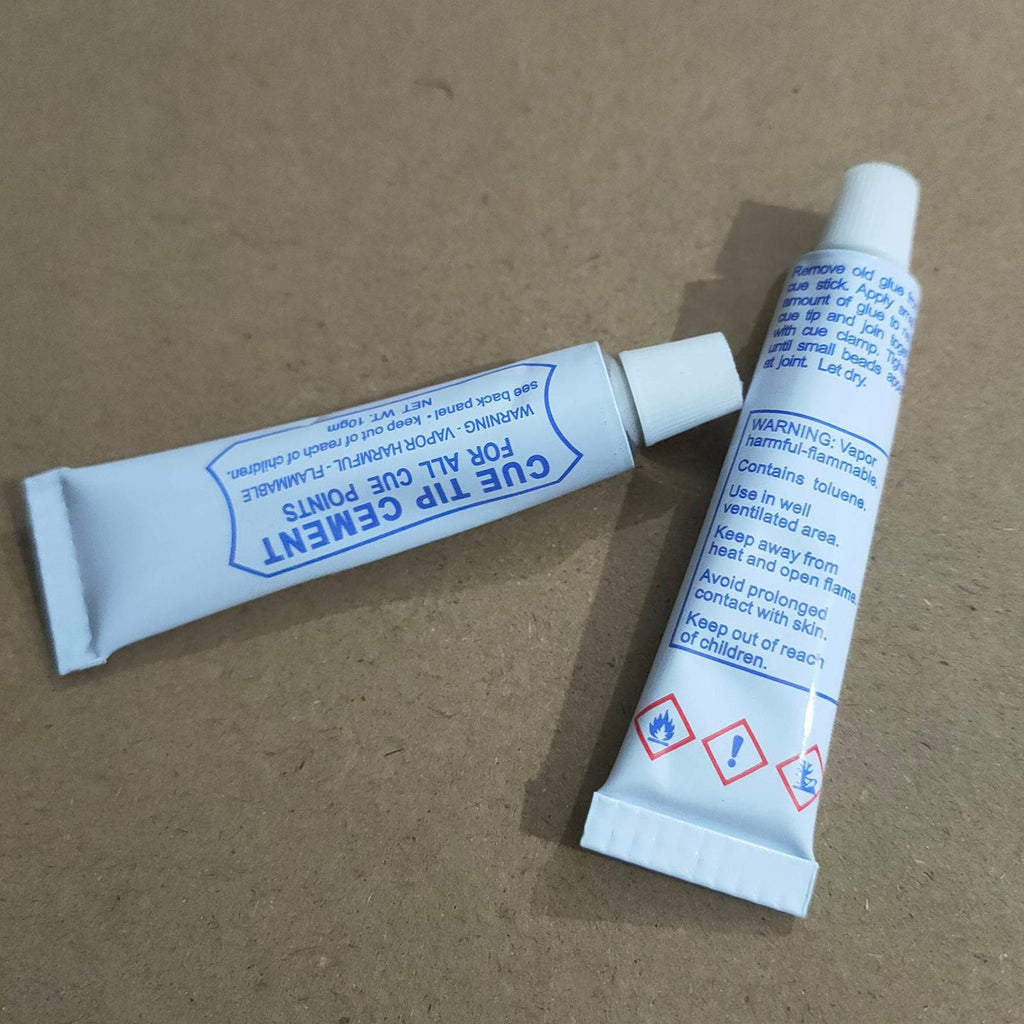 CUE TIP CEMENT
FOR ALL CUE POINTS
WARNING - VAPOR HARMFUL - FLAMMABLE
see back panel • keep out of reach of children.
NET WT. 10gm
Remove old glue
cue stick. Apply
amount of glue to
cue tip and join
with cue clamp.
until small beads
at joint. Let dry.
WARNING: Vapor
harmful-flammable.
Contains toluene.
Use in well
ventilated area.
Keep away from
heat and open flame.
Avoid prolonged
contact with skin.
Keep out of reach
of children.